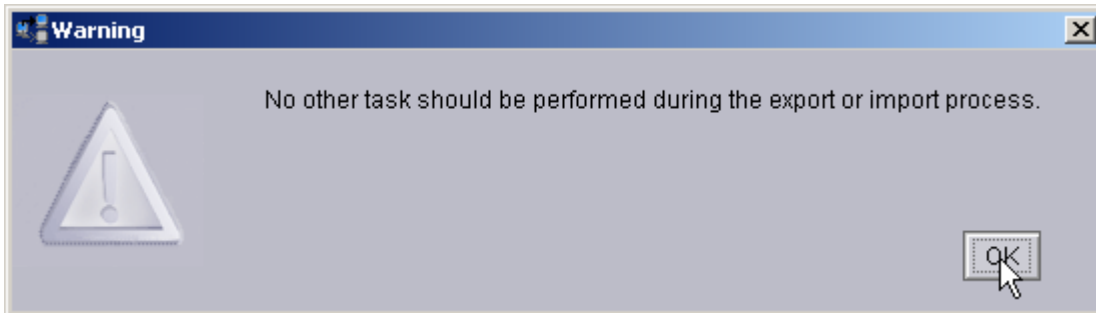 Warning
No other task should be performed during the export or import process.
OK